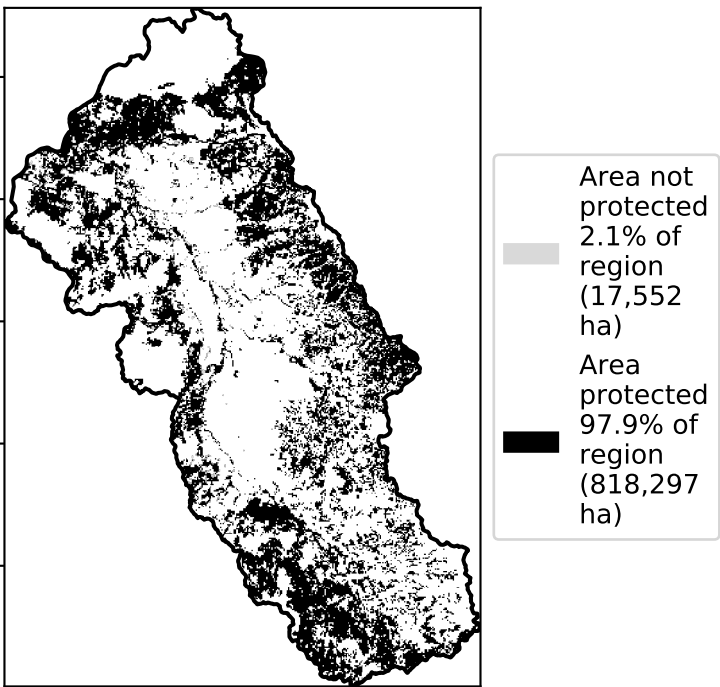 Area not
protected
2.1% of
region
(17,552
ha)
Area
protected
97.9% of
region
(818,297
ha)